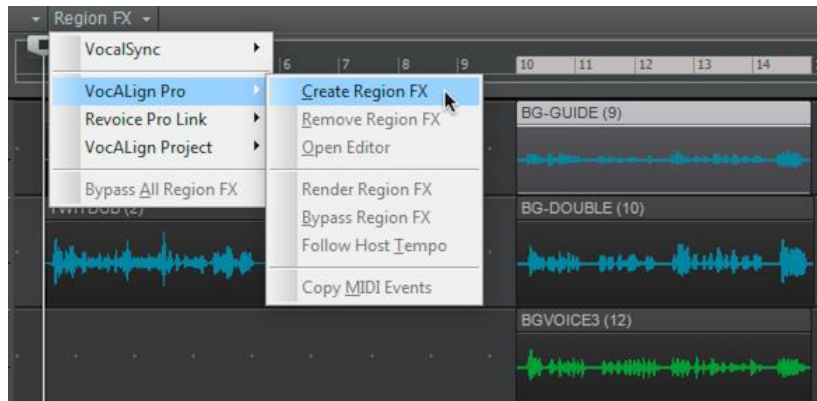 Region FX
VocalSync
6 7 8 9 10 11 12 13 14
VocALign Pro
Revoice Pro Link
VocALign Project
Bypass All Region FX
Create Region FX
Remove Region FX
Open Editor
Render Region FX
Bypass Region FX
Follow Host Tempo
Copy MIDI Events
BG-GUIDE (9)
BG-DOUBLE (10)
BGVOICE3 (12)